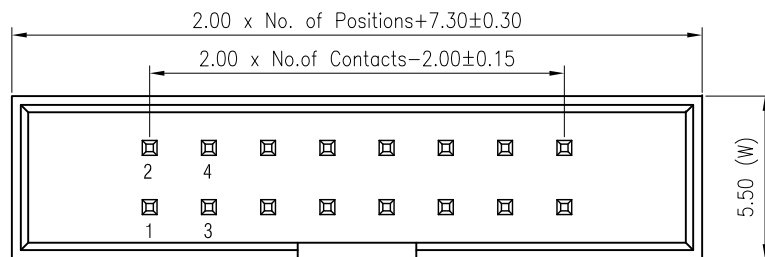 2.00 x No. of Positions+7.30±0.30
2.00 x No.of Contacts−2.00±0.15
2 4
1 3
5.50 (W)